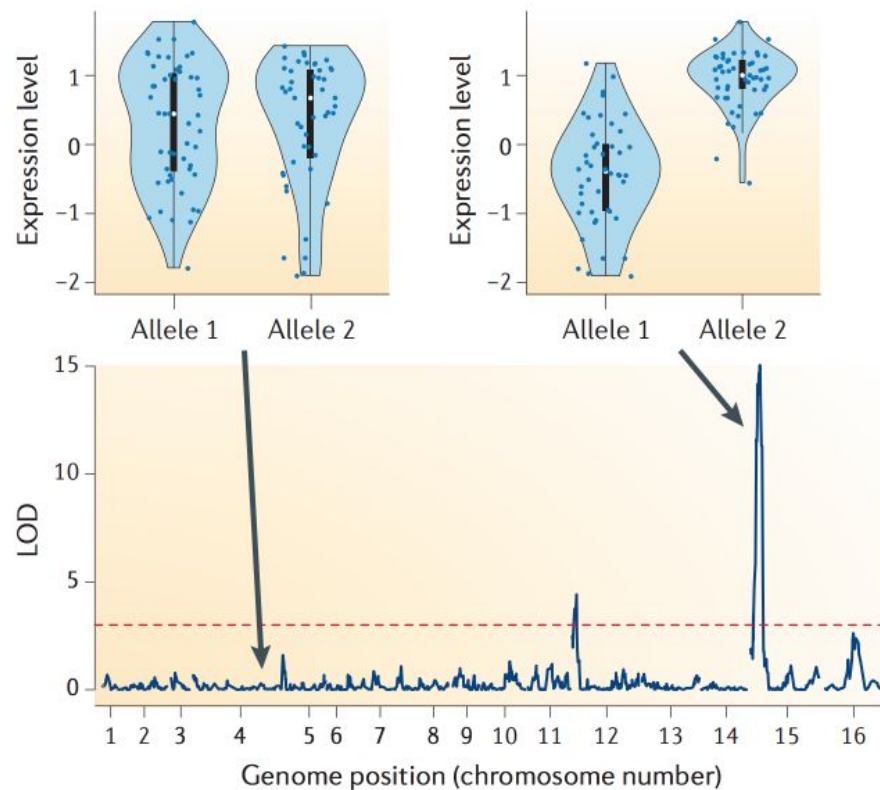 Expression level
1
0
−1
−2
Allele 1 Allele 2
Expression level
1
0
−1
−2
Allele 1 Allele 2
LOD
15
10
5
0
1 2 3 4 5 6 7 8 9 10 11 12 13 14 15 16
Genome position (chromosome number)